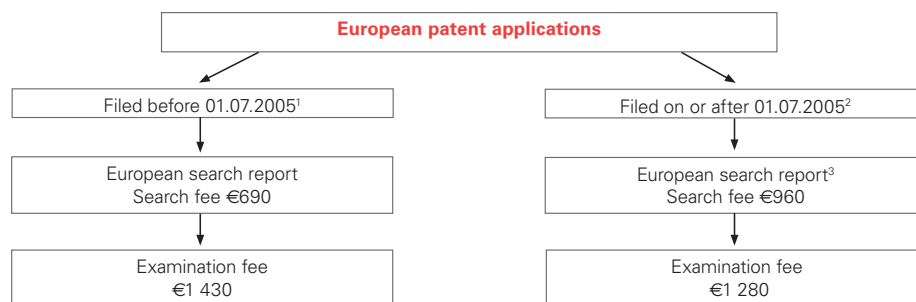 European patent applications
Filed before 01.07.2005¹
Filed on or after 01.07.2005²
European search report
Search fee €690
European search report³
Search fee €960
Examination fee
€1 430
Examination fee
€1 280